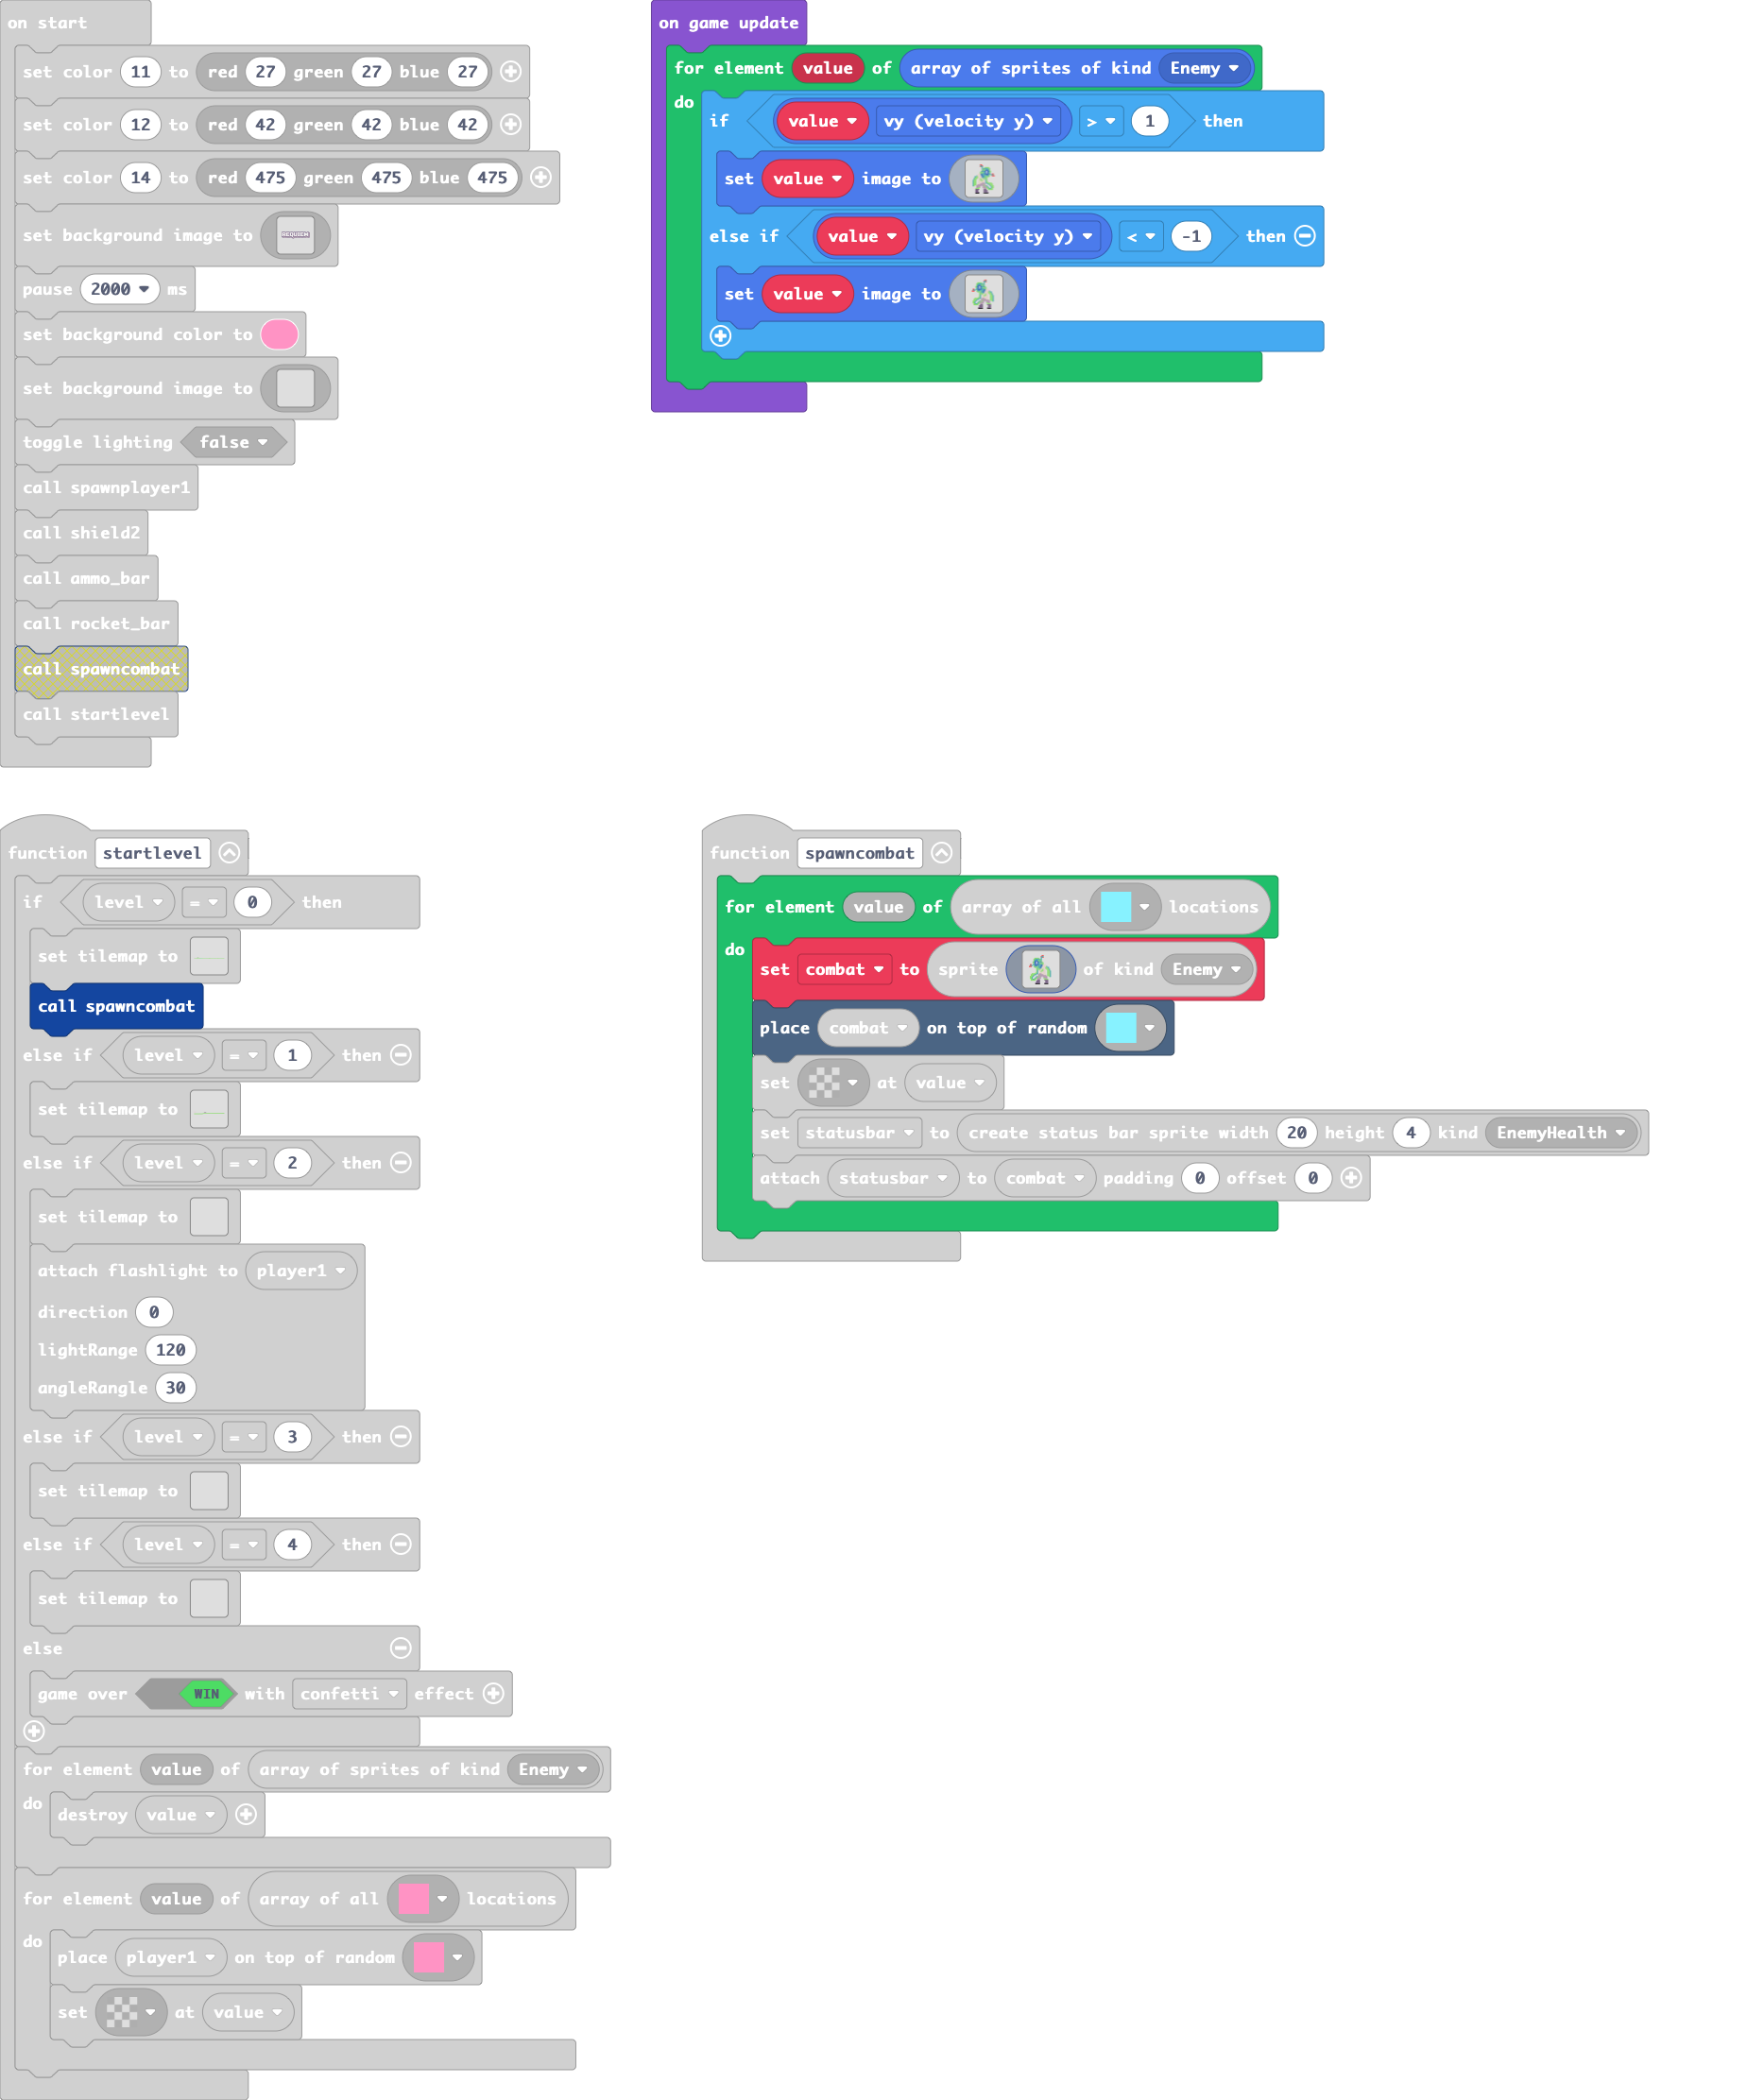 on start
set color 11 to red 27 green 27 blue 27
set color 12 to red 42 green 42 blue 42
set color 14 to red 475 green 475 blue 475
set background image to REQUIEM
pause 2000 ms
set background color to
set background image to
toggle lighting false
call spawnplayer1
call shield2
call ammo_bar
call rocket_bar
call spawncombat
call startlevel
on game update
for element value of array of sprites of kind Enemy
do
if value vy (velocity y) > 1 then
set value image to
else if value vy (velocity y) < -1 then
set value image to
function startlevel
if level = 0 then
set tilemap to
call spawncombat
else if level = 1 then
set tilemap to
else if level = 2 then
set tilemap to
attach flashlight to player1
direction 0
lightRange 120
angleRangle 30
else if level = 3 then
set tilemap to
else if level = 4 then
set tilemap to
else
game over WIN with confetti effect
for element value of array of sprites of kind Enemy
do
destroy value
for element value of array of all locations
do
place player1 on top of random
set at value
function spawncombat
for element value of array of all locations
do
set combat to sprite of kind Enemy
place combat on top of random
set at value
set statusbar to create status bar sprite width 20 height 4 kind EnemyHealth
attach statusbar to combat padding 0 offset 0